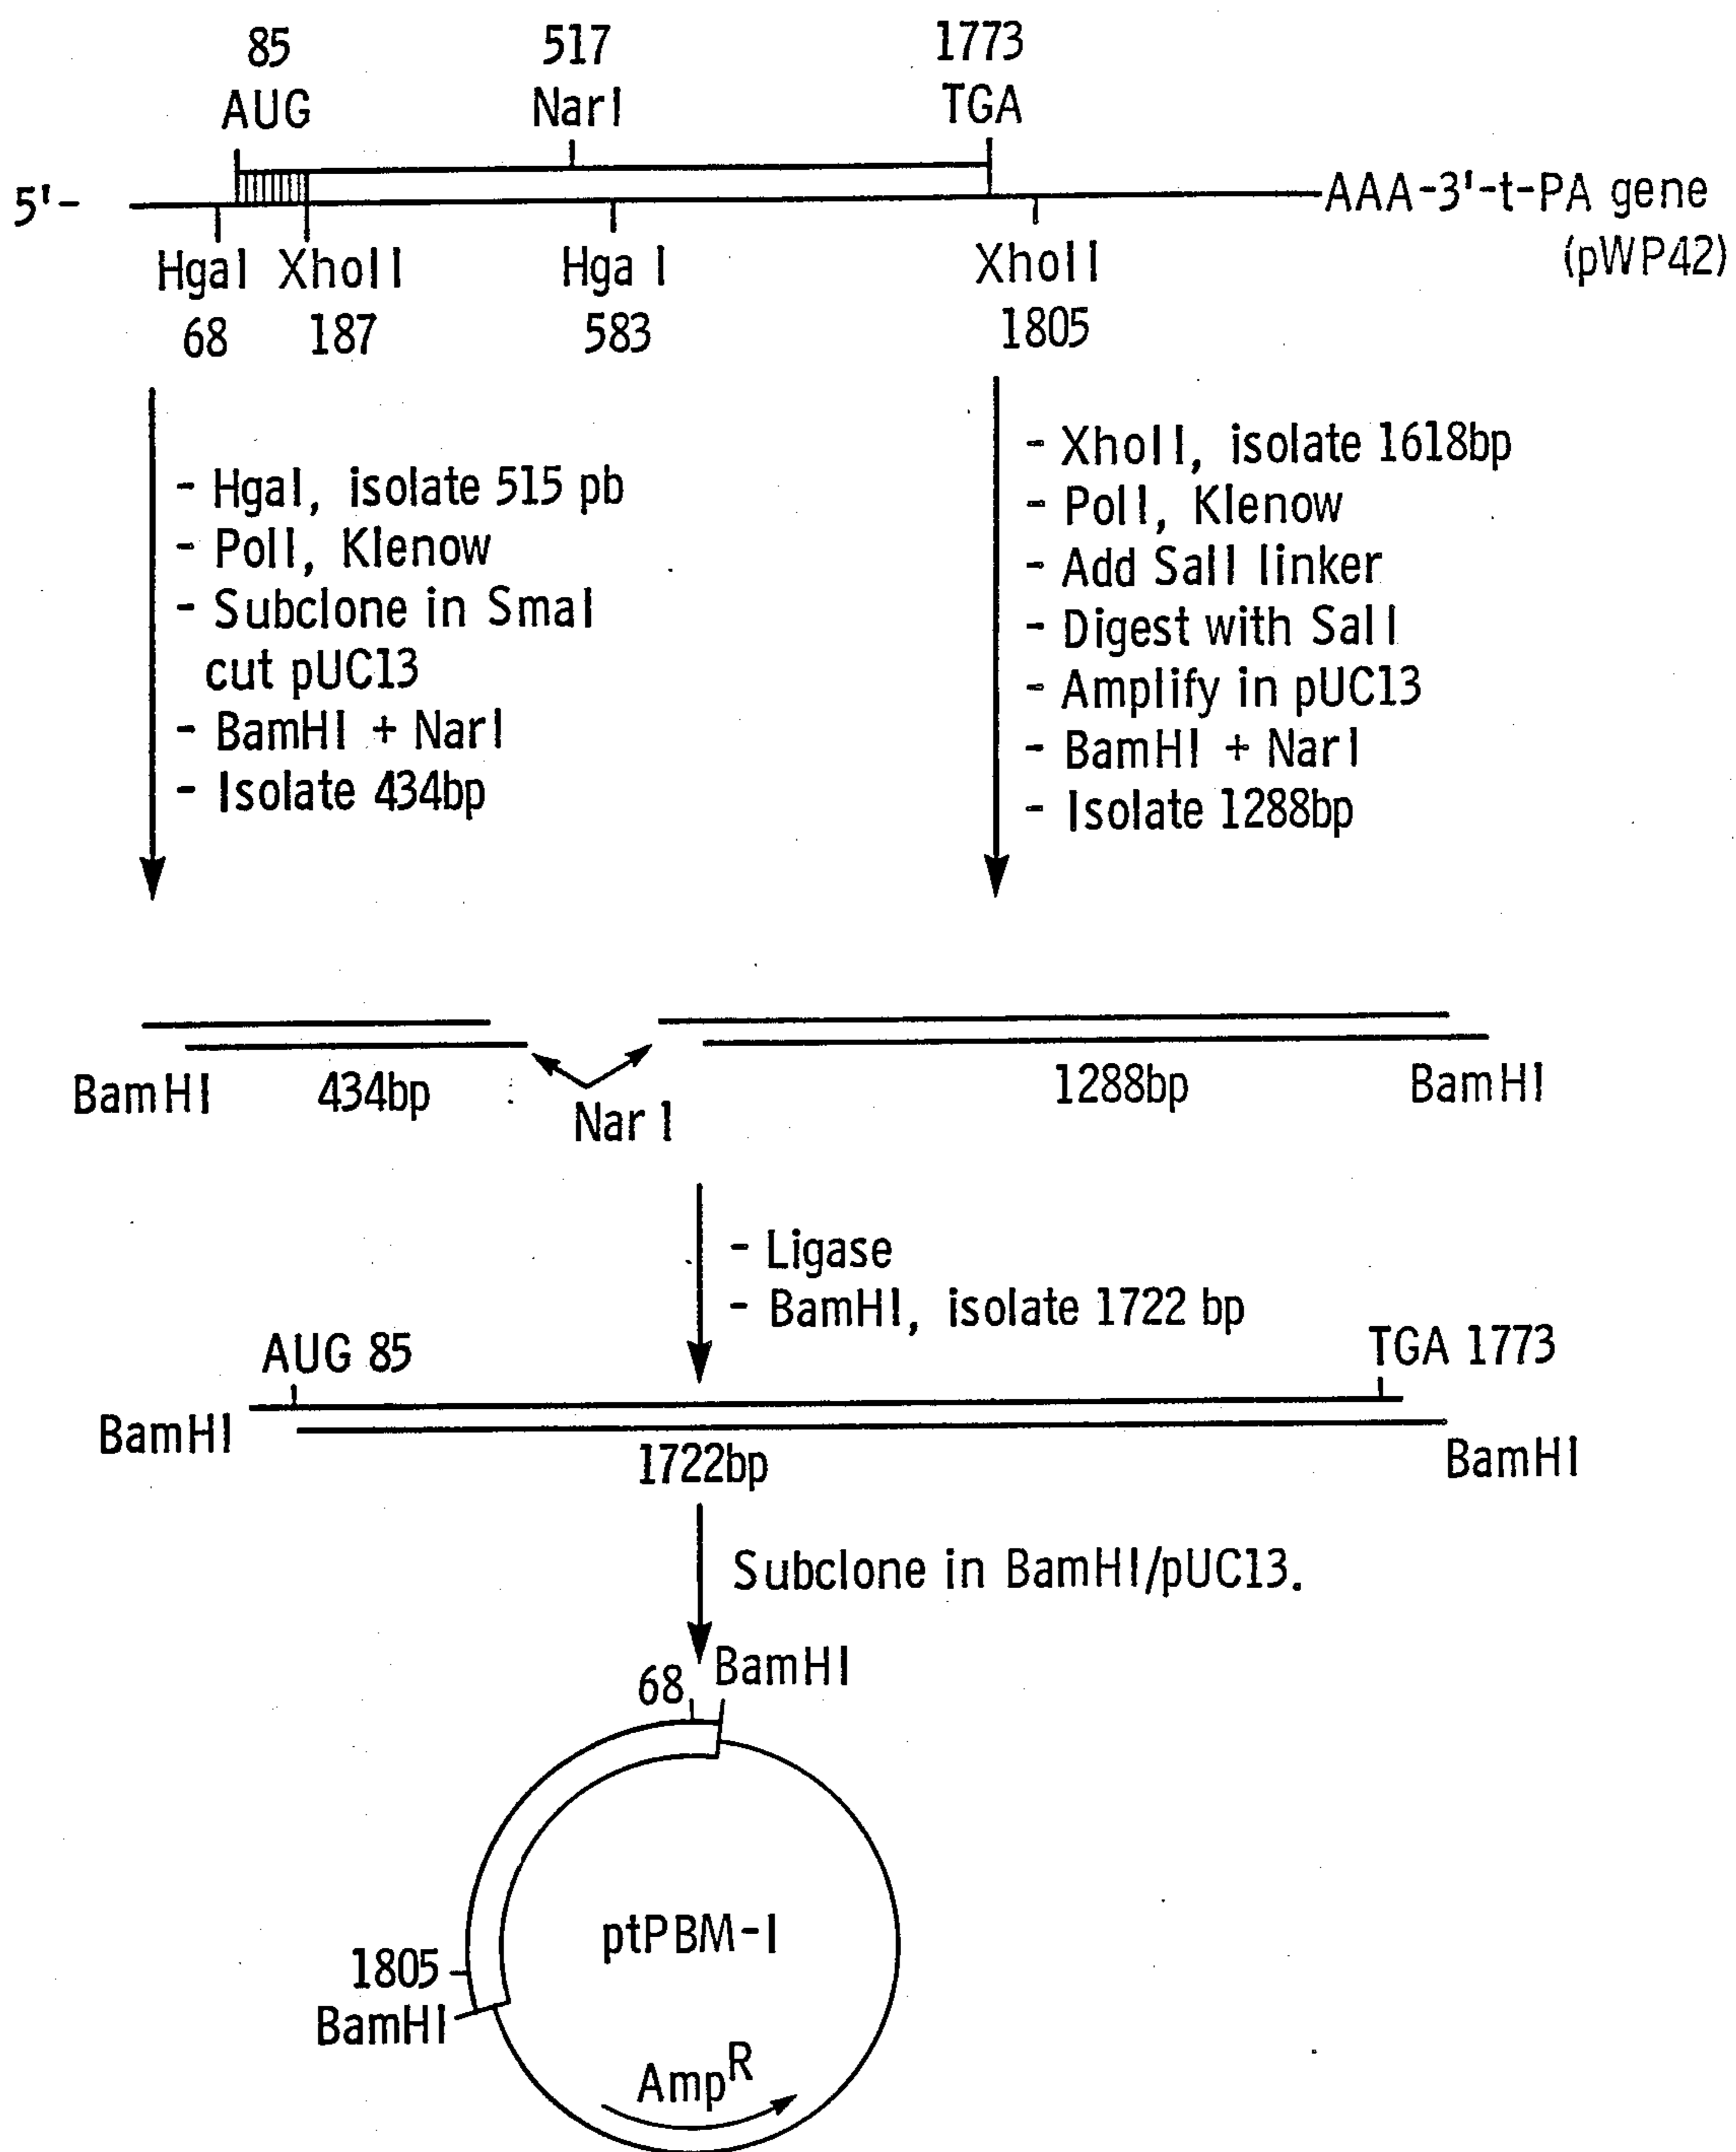 85
AUG
517
NarI
1773
TGA
5'-
AAA-3'-t-PA gene
(pWP42)
HgaI
68
XhoII
187
Hga I
583
XhoII
1805
- HgaI, isolate 515 pb
- PolI, Klenow
- Subclone in SmaI
cut pUC13
- BamHI + NarI
- Isolate 434bp
- XhoII, isolate 1618bp
- PolI, Klenow
- Add SalI linker
- Digest with SalI
- Amplify in pUC13
- BamHI + NarI
- Isolate 1288bp
BamHI
434bp
Nar I
1288bp
BamHI
- Ligase
- BamHI, isolate 1722 bp
AUG 85
TGA 1773
BamHI
1722bp
BamHI
Subclone in BamHI/pUC13.
68
BamHI
ptPBM-I
1805
BamHI
Amp^R